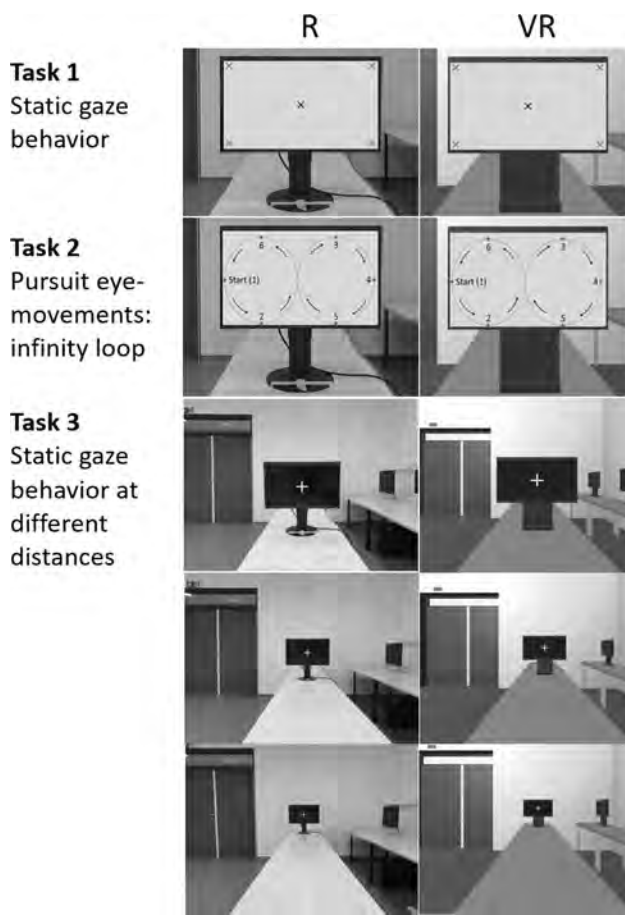 R VR
Task 1
Static gaze
behavior
Task 2
Pursuit eye-
movements:
infinity loop
6 3
Start (1) 4
2 5
6 3
Start (1) 4
2 5
Task 3
Static gaze
behavior at
different
distances